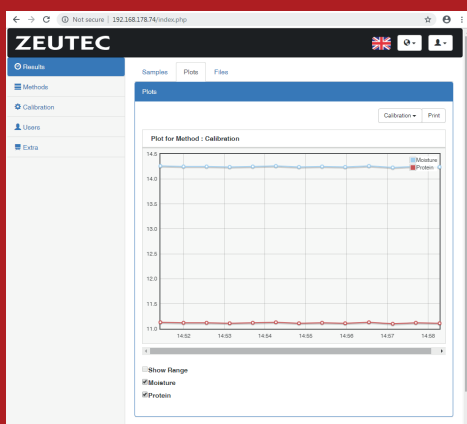 Not secure | 192.168.178.74/index.php
ZEUTEC
Results
Methods
Calibration
Users
Extra
Samples Plots Files
Plots
Calibration Print
Plot for Method : Calibration
Moisture
Protein
14.5
14.0
13.5
13.0
12.5
12.0
11.5
11.0
14:52 14:53 14:54 14:55 14:56 14:57 14:58
Show Range
Moisture
Protein